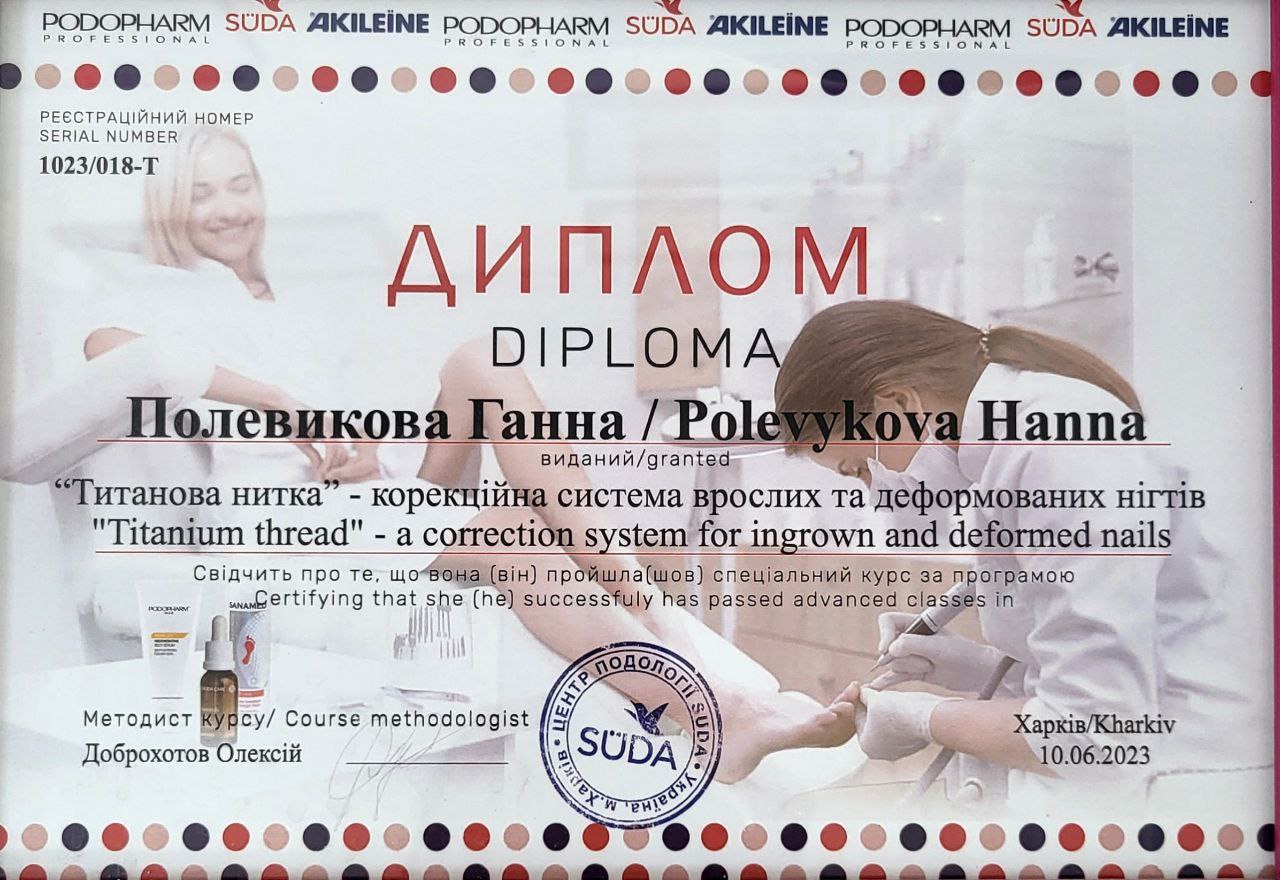 PODOPHARM SÜDA AKILEÏNE PODOPHARM SÜDA AKILEÏNE PODOPHARM SÜDA AKILEÏNE
PROFESSIONAL PROFESSIONAL PROFESSIONAL
РЕЄСТРАЦІЙНИЙ НОМЕР
SERIAL NUMBER
1023/018-Т
ДИПЛОМ
DIPLOMA
Полевикова Ганна / Polevykova Hanna
виданий/granted
“Титанова нитка” - корекційна система врослих та деформованих нігтів
"Titanium thread" - a correction system for ingrown and deformed nails
Свідчить про те, що вона (він) пройшла(шов) спеціальний курс за програмою
Certifying that she (he) successfuly has passed advanced classes in
PODOPHARM
SANAMED
Методист курсу/ Course methodologist
Доброхотов Олексій
ЦЕНТР ПОДОЛОГІЇ SUDA
SÜDA
Україна, м.Харків
Харків/Kharkiv
10.06.2023